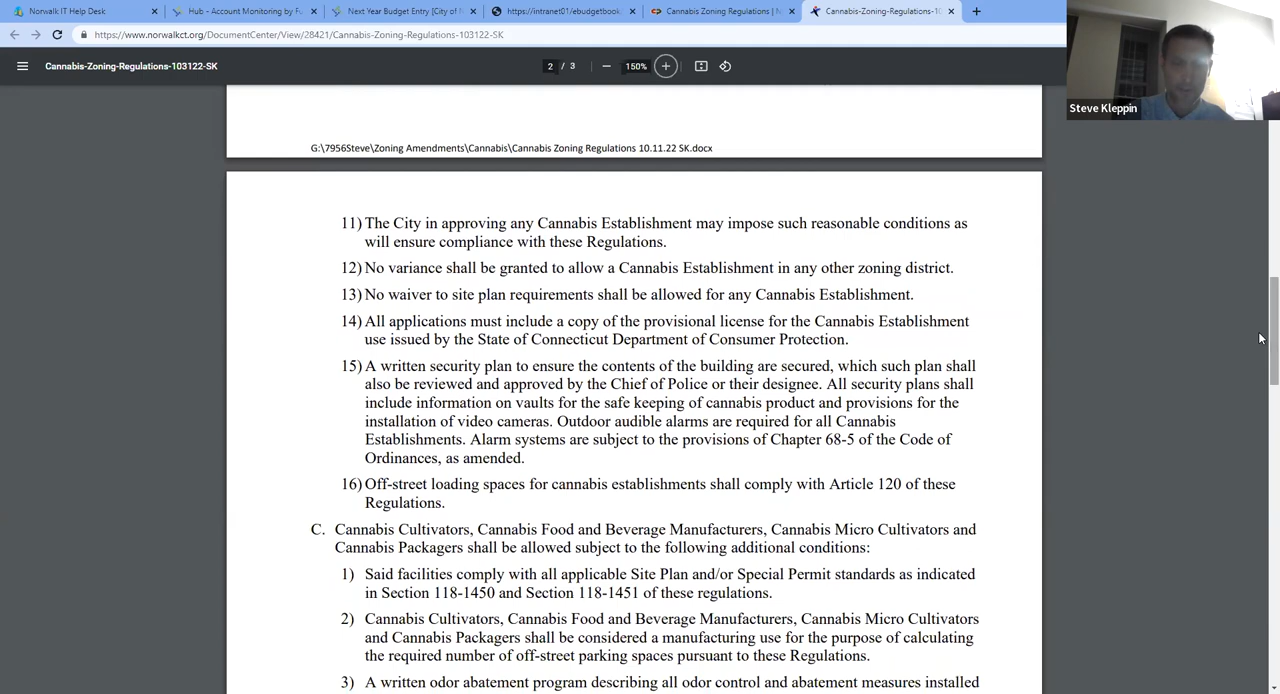 Norwalk IT Help Desk
Hub - Account Monitoring by Fu
Next Year Budget Entry [City of
https://intranet01/ebudgetbook
Cannabis Zoning Regulations | N
Cannabis-Zoning-Regulations-10
https://www.norwalkct.org/DocumentCenter/View/28421/Cannabis-Zoning-Regulations-103122-SK
Cannabis-Zoning-Regulations-103122-SK
2 / 3
150%
Steve Kleppin
G:\7956Steve\Zoning Amendments\Cannabis\Cannabis Zoning Regulations 10.11.22 SK.docx
11) The City in approving any Cannabis Establishment may impose such reasonable conditions as
will ensure compliance with these Regulations.
12) No variance shall be granted to allow a Cannabis Establishment in any other zoning district.
13) No waiver to site plan requirements shall be allowed for any Cannabis Establishment.
14) All applications must include a copy of the provisional license for the Cannabis Establishment
use issued by the State of Connecticut Department of Consumer Protection.
15) A written security plan to ensure the contents of the building are secured, which such plan shall
also be reviewed and approved by the Chief of Police or their designee. All security plans shall
include information on vaults for the safe keeping of cannabis product and provisions for the
installation of video cameras. Outdoor audible alarms are required for all Cannabis
Establishments. Alarm systems are subject to the provisions of Chapter 68-5 of the Code of
Ordinances, as amended.
16) Off-street loading spaces for cannabis establishments shall comply with Article 120 of these
Regulations.
C. Cannabis Cultivators, Cannabis Food and Beverage Manufacturers, Cannabis Micro Cultivators and
Cannabis Packagers shall be allowed subject to the following additional conditions:
1) Said facilities comply with all applicable Site Plan and/or Special Permit standards as indicated
in Section 118-1450 and Section 118-1451 of these regulations.
2) Cannabis Cultivators, Cannabis Food and Beverage Manufacturers, Cannabis Micro Cultivators
and Cannabis Packagers shall be considered a manufacturing use for the purpose of calculating
the required number of off-street parking spaces pursuant to these Regulations.
3) A written odor abatement program describing all odor control and abatement measures installed